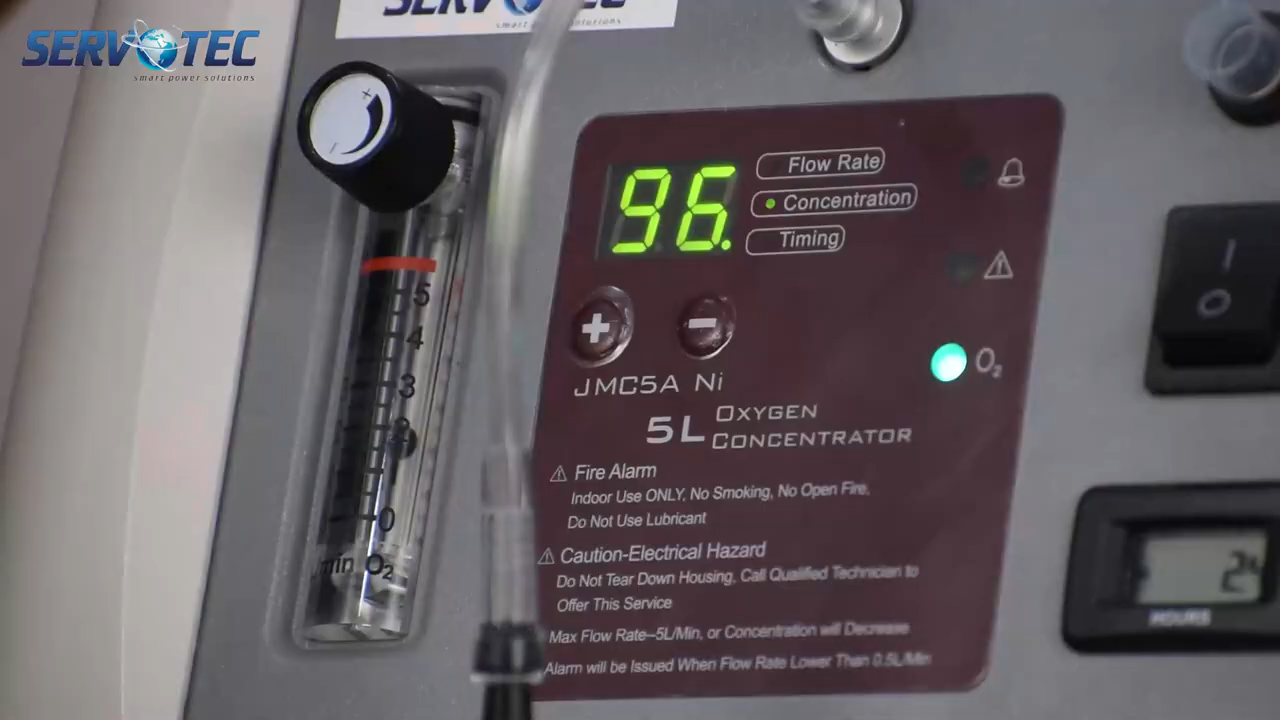 SERVOTEC
smart power solutions
SERVOTEC
smart power solutions
96.
Flow Rate
Concentration
Timing
+
−
O₂
JMC5A Ni
5L OXYGEN
CONCENTRATOR
Fire Alarm
Indoor Use ONLY, No Smoking, No Open Fire,
Do Not Use Lubricant
Caution-Electrical Hazard
Do Not Tear Down Housing, Call Qualified Technician to
Offer This Service
Max Flow Rate–5L/Min, or Concentration will Decrease
Alarm will be Issued When Flow Rate Lower Than 0.5L/Min
5
4
3
2
1
0
/min O₂
24
HOURS